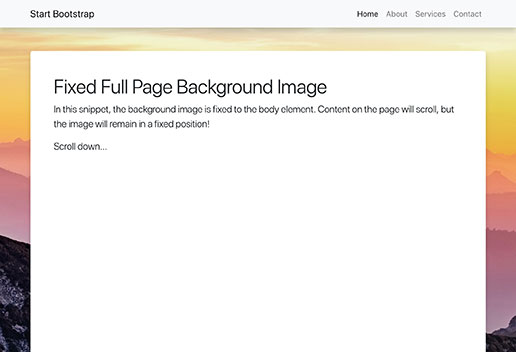 Start Bootstrap
Home About Services Contact
Fixed Full Page Background Image
In this snippet, the background image is fixed to the body element. Content on the page will scroll, but
the image will remain in a fixed position!
Scroll down...